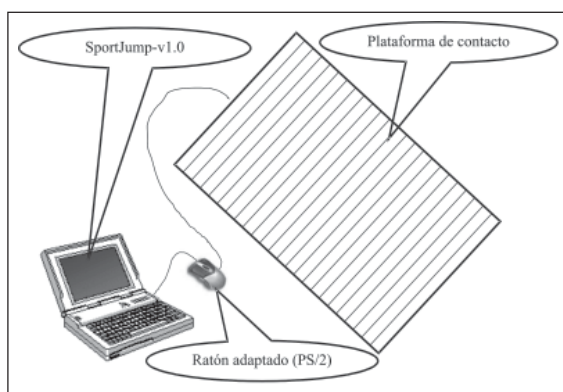 SportJump-v1.0
Plataforma de contacto
Ratón adaptado (PS/2)